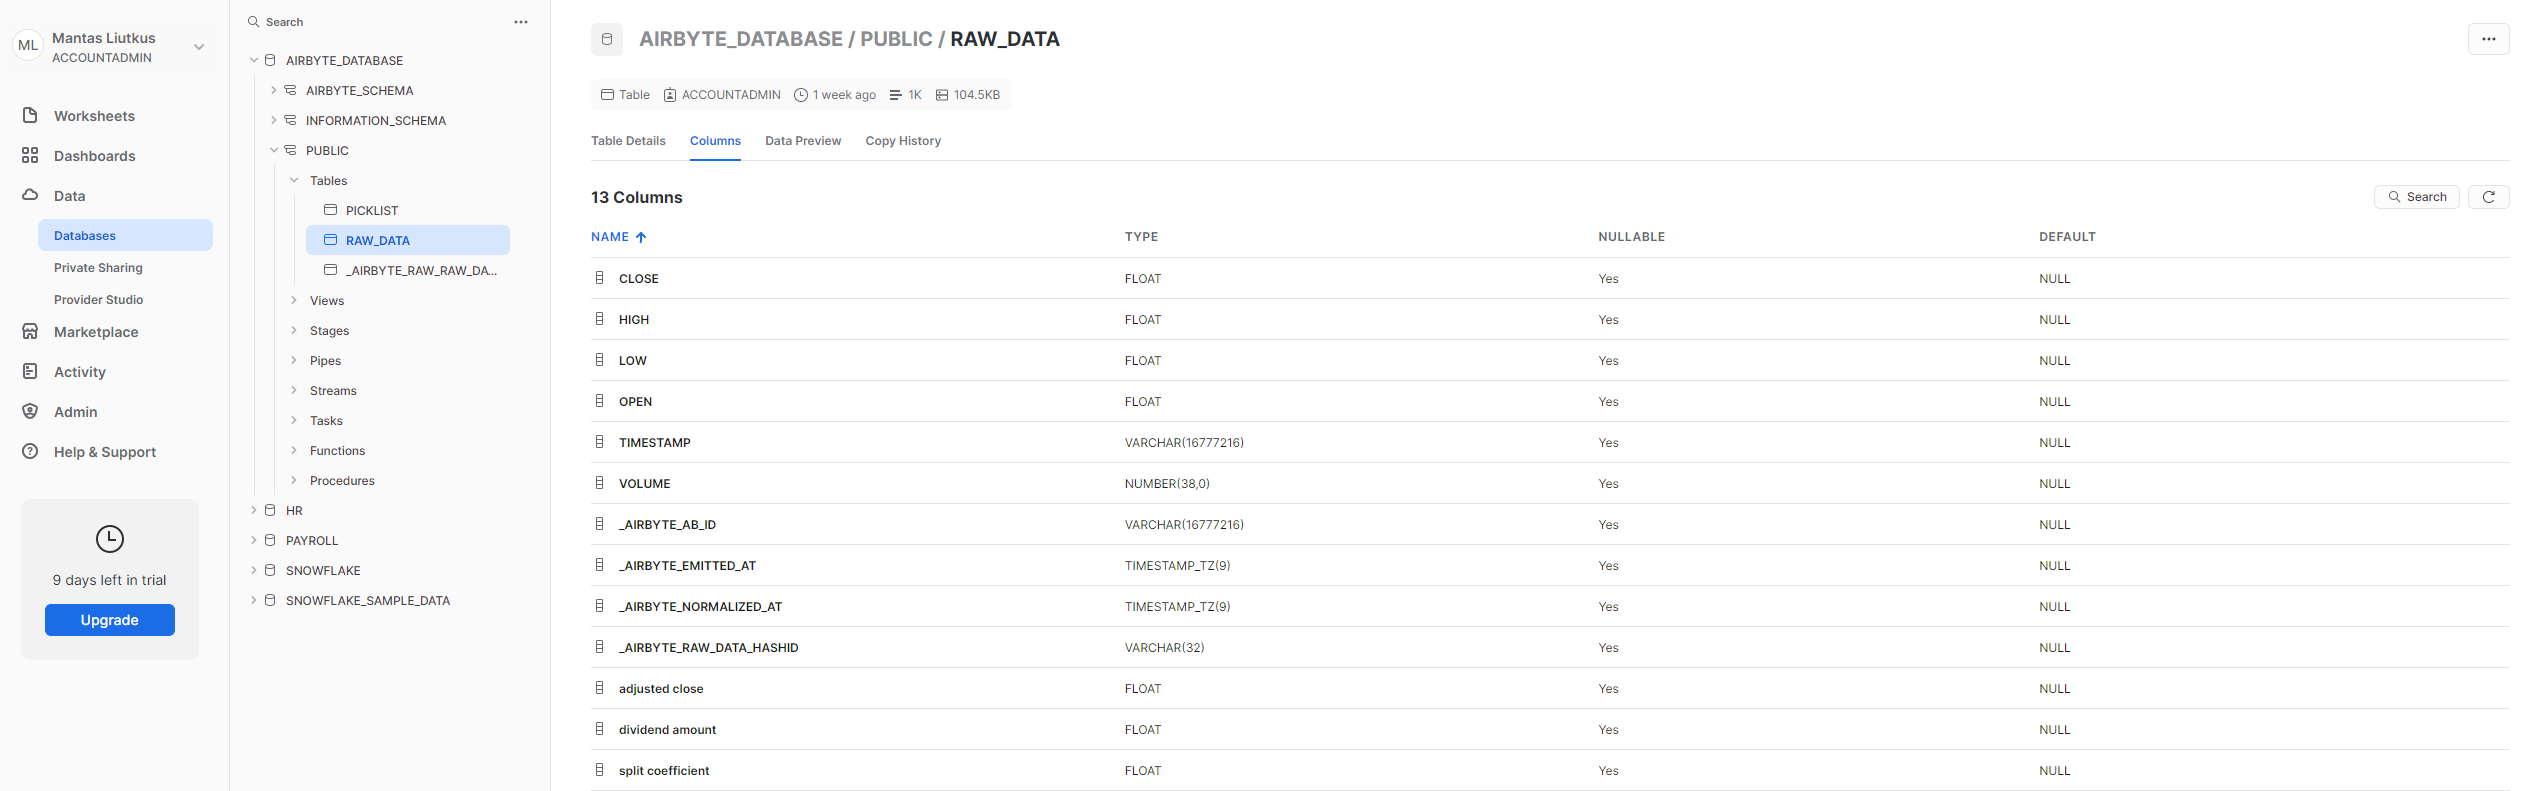 ML
Mantas Liutkus
ACCOUNTADMIN
Worksheets
Dashboards
Data
Databases
Private Sharing
Provider Studio
Marketplace
Activity
Admin
Help & Support
9 days left in trial
Upgrade
Search
AIRBYTE_DATABASE
AIRBYTE_SCHEMA
INFORMATION_SCHEMA
PUBLIC
Tables
PICKLIST
RAW_DATA
_AIRBYTE_RAW_RAW_DA...
Views
Stages
Pipes
Streams
Tasks
Functions
Procedures
HR
PAYROLL
SNOWFLAKE
SNOWFLAKE_SAMPLE_DATA
AIRBYTE_DATABASE / PUBLIC / RAW_DATA
Table ACCOUNTADMIN 1 week ago 1K 104.5KB
Table Details Columns Data Preview Copy History
13 Columns
Search
NAME TYPE NULLABLE DEFAULT
CLOSE FLOAT Yes NULL
HIGH FLOAT Yes NULL
LOW FLOAT Yes NULL
OPEN FLOAT Yes NULL
TIMESTAMP VARCHAR(16777216) Yes NULL
VOLUME NUMBER(38,0) Yes NULL
_AIRBYTE_AB_ID VARCHAR(16777216) Yes NULL
_AIRBYTE_EMITTED_AT TIMESTAMP_TZ(9) Yes NULL
_AIRBYTE_NORMALIZED_AT TIMESTAMP_TZ(9) Yes NULL
_AIRBYTE_RAW_DATA_HASHID VARCHAR(32) Yes NULL
adjusted close FLOAT Yes NULL
dividend amount FLOAT Yes NULL
split coefficient FLOAT Yes NULL